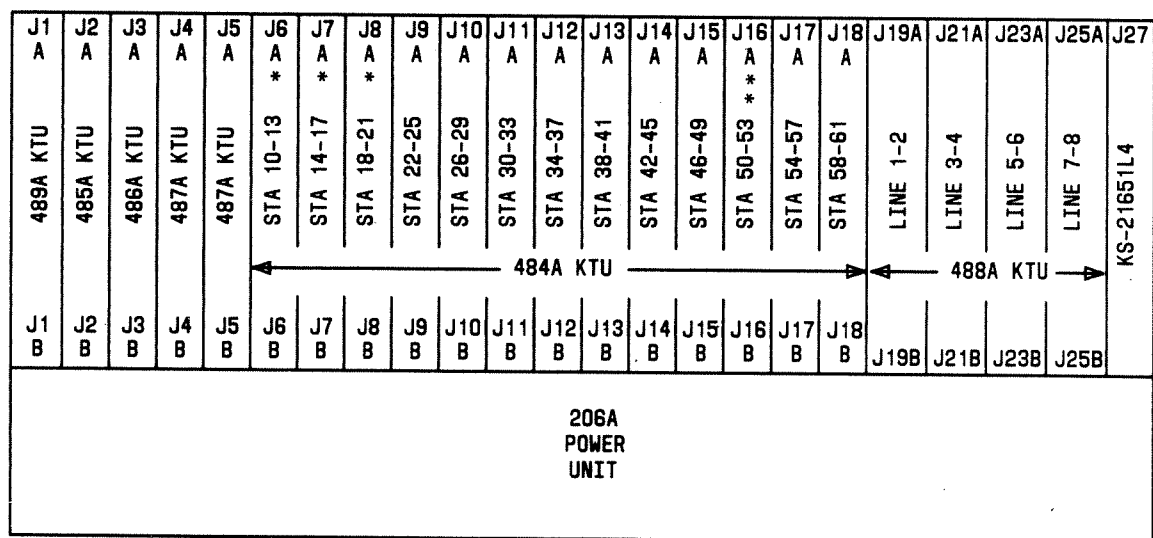 J1 J2 J3 J4 J5 J6 J7 J8 J9 J10 J11 J12 J13 J14 J15 J16 J17 J18 J19A J21A J23A J25A J27
A A A A A A A A A A A A A A A A A A
* * * **
489A KTU
485A KTU
486A KTU
487A KTU
487A KTU
STA 10-13
STA 14-17
STA 18-21
STA 22-25
STA 26-29
STA 30-33
STA 34-37
STA 38-41
STA 42-45
STA 46-49
STA 50-53
STA 54-57
STA 58-61
LINE 1-2
LINE 3-4
LINE 5-6
LINE 7-8
KS-21651L4
484A KTU 488A KTU
J1 J2 J3 J4 J5 J6 J7 J8 J9 J10 J11 J12 J13 J14 J15 J16 J17 J18
B B B B B B B B B B B B B B B B B B
J19B J21B J23B J25B
206A
POWER
UNIT